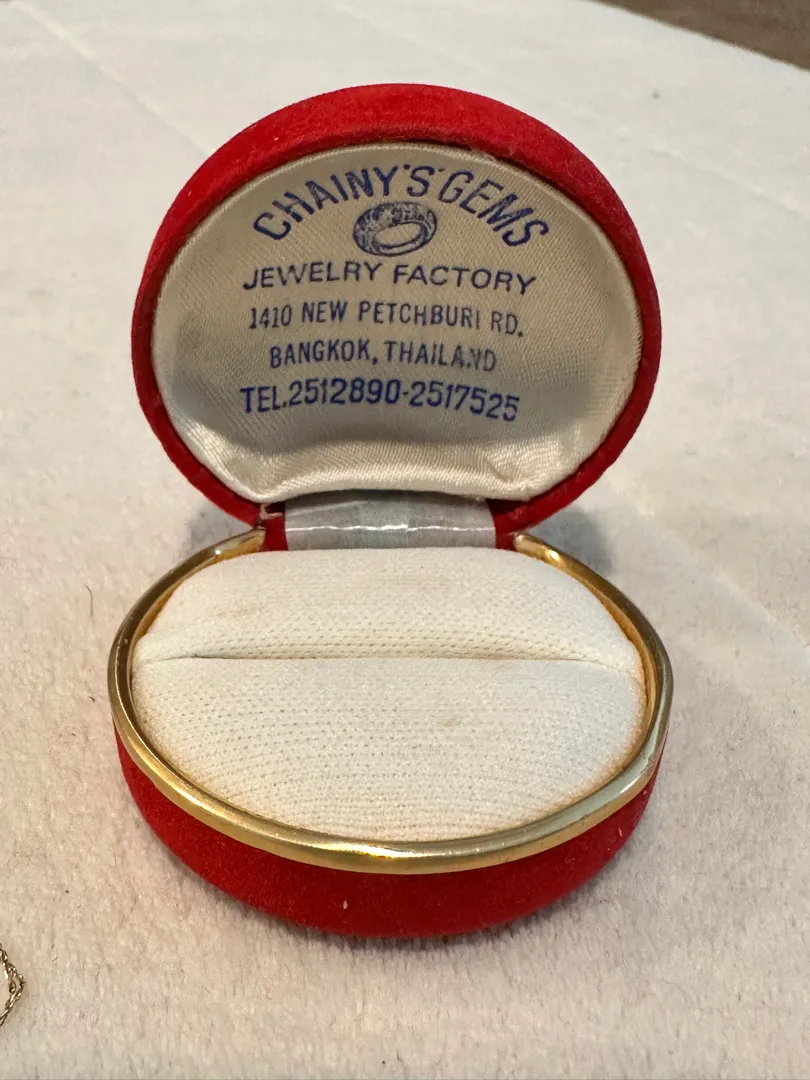 CHAINY'S GEMS
JEWELRY FACTORY
1410 NEW PETCHBURI RD.
BANGKOK, THAILAND
TEL.2512890-2517525